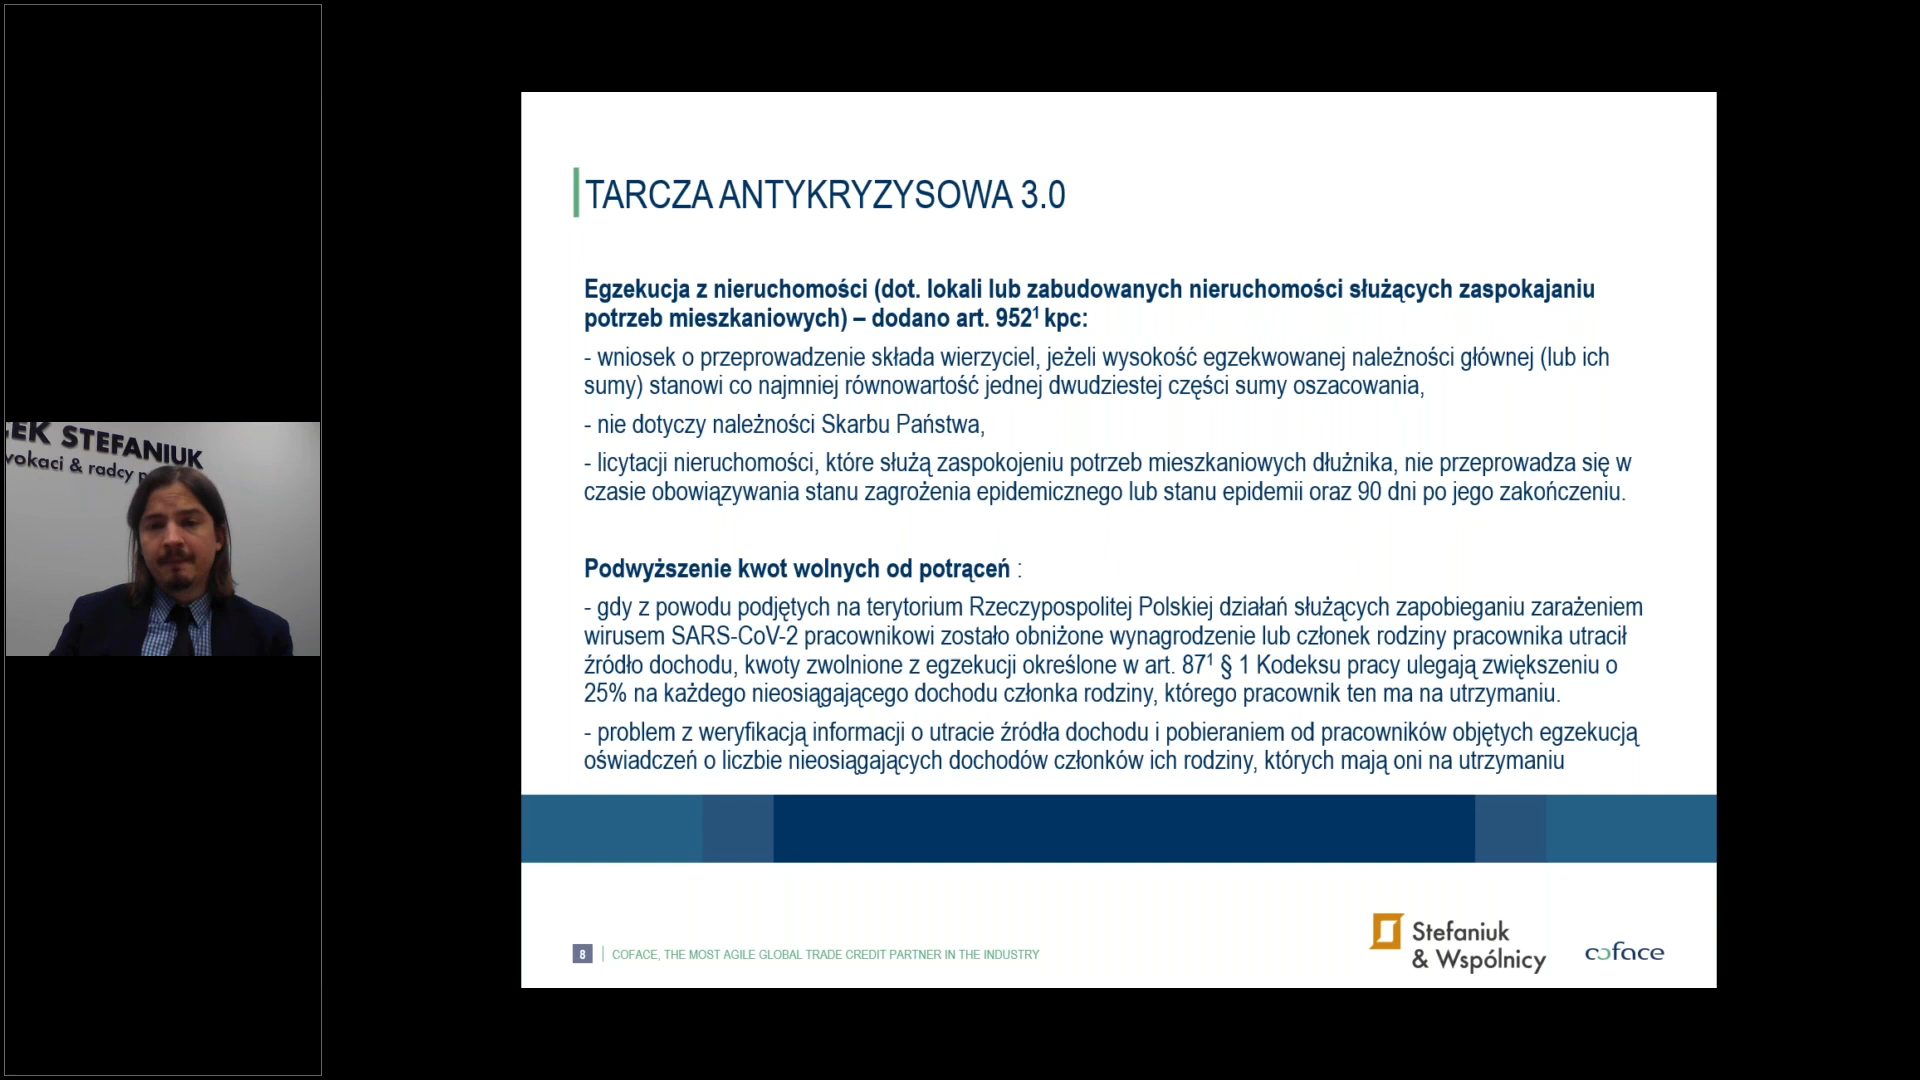 EK STEFANIUK
wokaci & radcy
TARCZA ANTYKRYZYSOWA 3.0
Egzekucja z nieruchomości (dot. lokali lub zabudowanych nieruchomości służących zaspokajaniu
potrzeb mieszkaniowych) – dodano art. 952¹ kpc:
- wniosek o przeprowadzenie składa wierzyciel, jeżeli wysokość egzekwowanej należności głównej (lub ich
sumy) stanowi co najmniej równowartość jednej dwudziestej części sumy oszacowania,
- nie dotyczy należności Skarbu Państwa,
- licytacji nieruchomości, które służą zaspokojeniu potrzeb mieszkaniowych dłużnika, nie przeprowadza się w
czasie obowiązywania stanu zagrożenia epidemicznego lub stanu epidemii oraz 90 dni po jego zakończeniu.
Podwyższenie kwot wolnych od potrąceń :
- gdy z powodu podjętych na terytorium Rzeczypospolitej Polskiej działań służących zapobieganiu zarażeniem
wirusem SARS-CoV-2 pracownikowi zostało obniżone wynagrodzenie lub członek rodziny pracownika utracił
źródło dochodu, kwoty zwolnione z egzekucji określone w art. 87¹ § 1 Kodeksu pracy ulegają zwiększeniu o
25% na każdego nieosiągającego dochodu członka rodziny, którego pracownik ten ma na utrzymaniu.
- problem z weryfikacją informacji o utracie źródła dochodu i pobieraniem od pracowników objętych egzekucją
oświadczeń o liczbie nieosiągających dochodów członków ich rodziny, których mają oni na utrzymaniu
8 | COFACE, THE MOST AGILE GLOBAL TRADE CREDIT PARTNER IN THE INDUSTRY
Stefaniuk
& Wspólnicy
coface